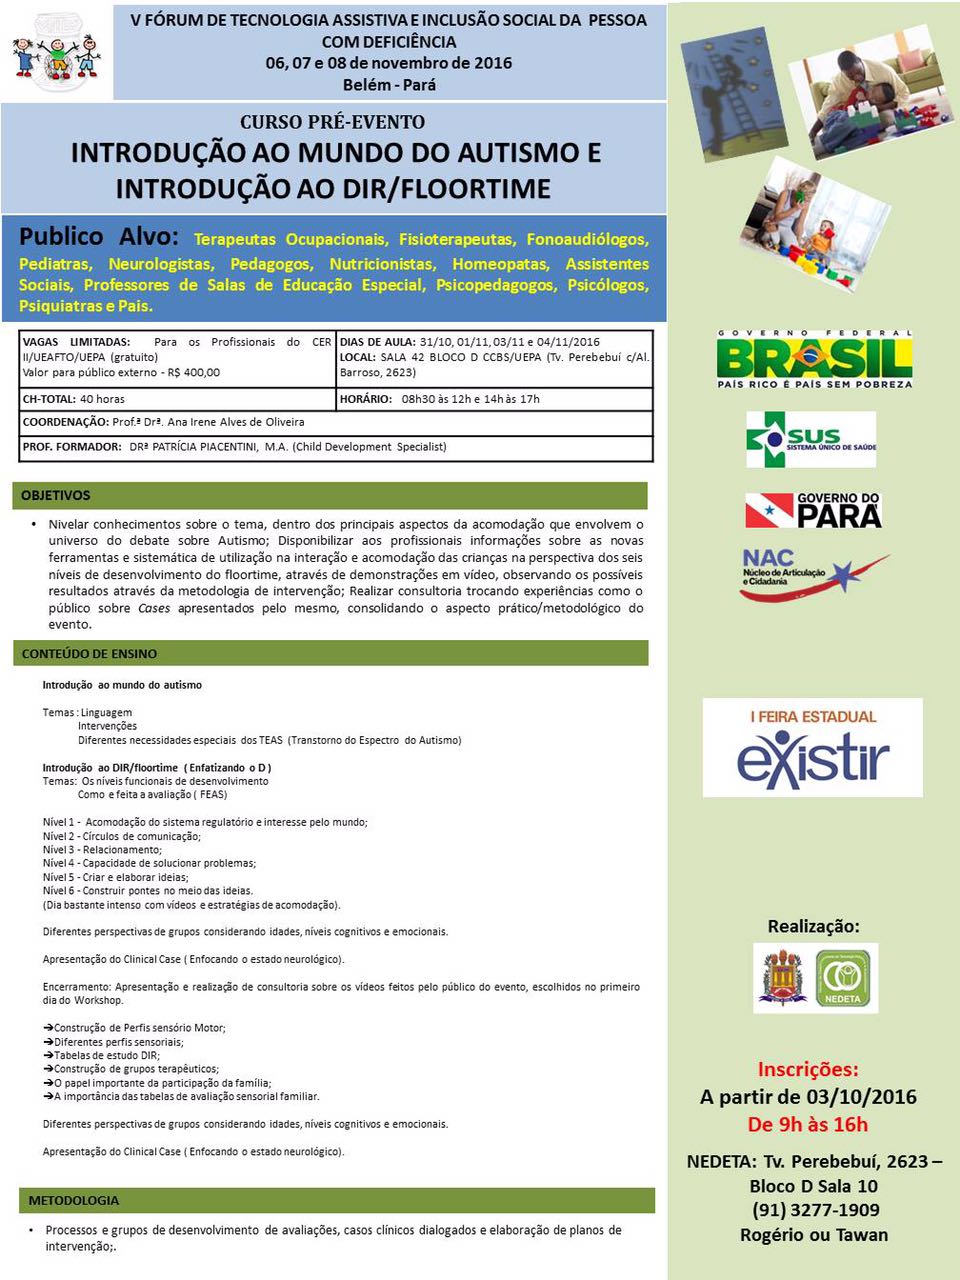 V FÓRUM DE TECNOLOGIA ASSISTIVA E INCLUSÃO SOCIAL DA PESSOA
COM DEFICIÊNCIA
06, 07 e 08 de novembro de 2016
Belém - Pará
CURSO PRÉ-EVENTO
INTRODUÇÃO AO MUNDO DO AUTISMO E
INTRODUÇÃO AO DIR/FLOORTIME
Publico Alvo: Terapeutas Ocupacionais, Fisioterapeutas, Fonoaudiólogos,
Pediatras, Neurologistas, Pedagogos, Nutricionistas, Homeopatas, Assistentes
Sociais, Professores de Salas de Educação Especial, Psicopedagogos, Psicólogos,
Psiquiatras e Pais.
VAGAS LIMITADAS: Para os Profissionais do CER
II/UEAFTO/UEPA (gratuito)
Valor para público externo - R$ 400,00
DIAS DE AULA: 31/10, 01/11, 03/11 e 04/11/2016
LOCAL: SALA 42 BLOCO D CCBS/UEPA (Tv. Perebebuí c/Al.
Barroso, 2623)
CH-TOTAL: 40 horas
HORÁRIO: 08h30 às 12h e 14h às 17h
COORDENAÇÃO: Prof.ª Drª. Ana Irene Alves de Oliveira
PROF. FORMADOR: DRª PATRÍCIA PIACENTINI, M.A. (Child Development Specialist)
OBJETIVOS
• Nivelar conhecimentos sobre o tema, dentro dos principais aspectos da acomodação que envolvem o
universo do debate sobre Autismo; Disponibilizar aos profissionais informações sobre as novas
ferramentas e sistemática de utilização na interação e acomodação das crianças na perspectiva dos seis
níveis de desenvolvimento do floortime, através de demonstrações em vídeo, observando os possíveis
resultados através da metodologia de intervenção; Realizar consultoria trocando experiências como o
público sobre Cases apresentados pelo mesmo, consolidando o aspecto prático/metodológico do
evento.
CONTEÚDO DE ENSINO
Introdução ao mundo do autismo
Temas : Linguagem
Intervenções
Diferentes necessidades especiais dos TEAS (Transtorno do Espectro do Autismo)
Introdução ao DIR/floortime ( Enfatizando o D )
Temas: Os níveis funcionais de desenvolvimento
Como e feita a avaliação ( FEAS)
Nível 1 - Acomodação do sistema regulatório e interesse pelo mundo;
Nível 2 - Círculos de comunicação;
Nível 3 - Relacionamento;
Nível 4 - Capacidade de solucionar problemas;
Nível 5 - Criar e elaborar ideias;
Nível 6 - Construir pontes no meio das ideias.
(Dia bastante intenso com vídeos e estratégias de acomodação).
Diferentes perspectivas de grupos considerando idades, níveis cognitivos e emocionais.
Apresentação do Clinical Case ( Enfocando o estado neurológico).
Encerramento: Apresentação e realização de consultoria sobre os vídeos feitos pelo público do evento, escolhidos no primeiro
dia do Workshop.
➔Construção de Perfis sensório Motor;
➔Diferentes perfis sensoriais;
➔Tabelas de estudo DIR;
➔Construção de grupos terapêuticos;
➔O papel importante da participação da família;
➔A importância das tabelas de avaliação sensorial familiar.
Diferentes perspectivas de grupos considerando idades, níveis cognitivos e emocionais.
Apresentação do Clinical Case ( Enfocando o estado neurológico).
METODOLOGIA
• Processos e grupos de desenvolvimento de avaliações, casos clínicos dialogados e elaboração de planos de
intervenção;.
GOVERNO FEDERAL
BRASIL
PAÍS RICO É PAÍS SEM POBREZA
SUS
SISTEMA ÚNICO DE SAÚDE
GOVERNO DO
PARÁ
NAC
Núcleo de Articulação
e Cidadania
I FEIRA ESTADUAL
eXistir
Realização:
NEDETA
Inscrições:
A partir de 03/10/2016
De 9h às 16h
NEDETA: Tv. Perebebuí, 2623 –
Bloco D Sala 10
(91) 3277-1909
Rogério ou Tawan